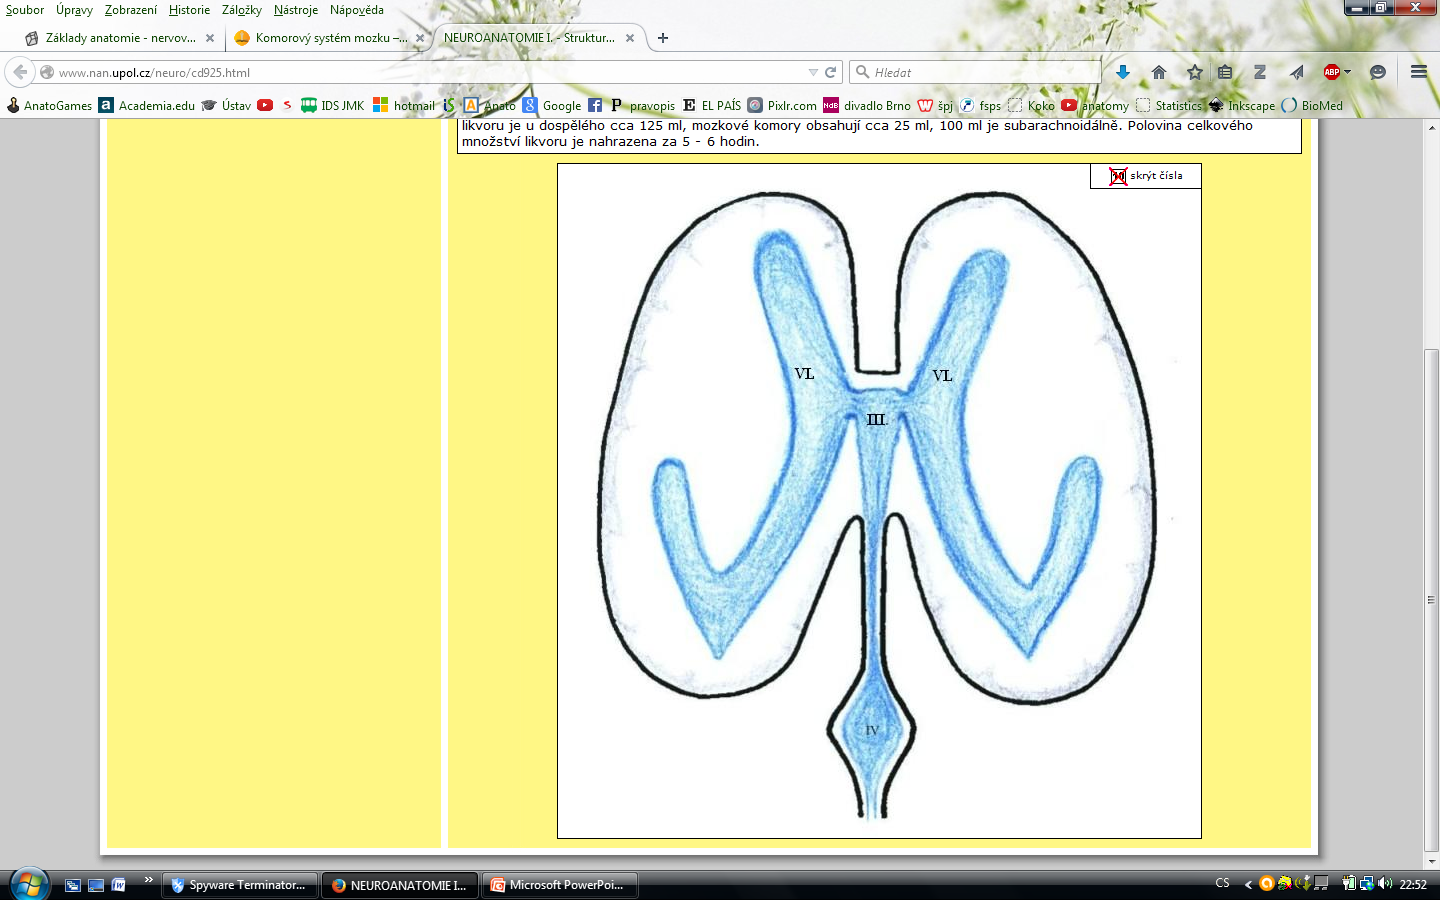 Soubor Úpravy Zobrazení Historie Záložky Nástroje Nápověda
Základy anatomie - nervov... × Komorový systém mozku –... × NEUROANATOMIE I. - Struktur... × +
www.nan.upol.cz/neuro/cd925.html Hledat ABP
AnatoGames Academia.edu Ústav IDS JMK hotmail Anato Google pravopis EL PAÍS Pixlr.com divadlo Brno špj fsps Koko anatomy Statistics Inkscape BioMed
likvoru je u dospělého cca 125 ml, mozkové komory obsahují cca 25 ml, 100 ml je subarachnoidálně. Polovina celkového
množství likvoru je nahrazena za 5 - 6 hodin.
skrýt čísla
VL VL
III.
IV
Spyware Terminator... NEUROANATOMIE I... Microsoft PowerPoi... CS 22:52